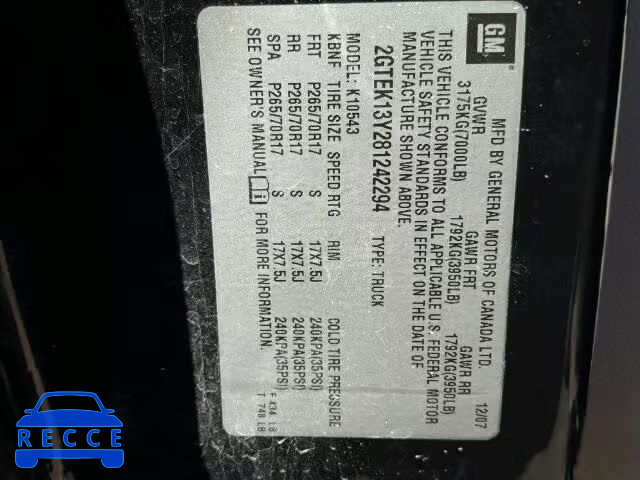 GM
MFD BY GENERAL MOTORS OF CANADA LTD. 12/07
GVWR GAWR FRT GAWR RR
3175KG(7000LB) 1792KG(3950LB) 1792KG(3950LB)
THIS VEHICLE CONFORMS TO ALL APPLICABLE U.S. FEDERAL MOTOR
VEHICLE SAFETY STANDARDS IN EFFECT ON THE DATE OF
MANUFACTURE SHOWN ABOVE.
2GTEK13Y281242294 TYPE: TRUCK
MODEL: K10543
KBNF TIRE SIZE SPEED RTG RIM COLD TIRE PRESSURE
FRT P265/70R17 S 17X7.5J 240KPA(35PSI)
RR P265/70R17 S 17X7.5J 240KPA(35PSI)
SPA P265/70R17 S 17X7.5J 240KPA(35PSI)
SEE OWNER'S MANUAL FOR MORE INFORMATION.
F 434 LB
T 748 LB
RECCE